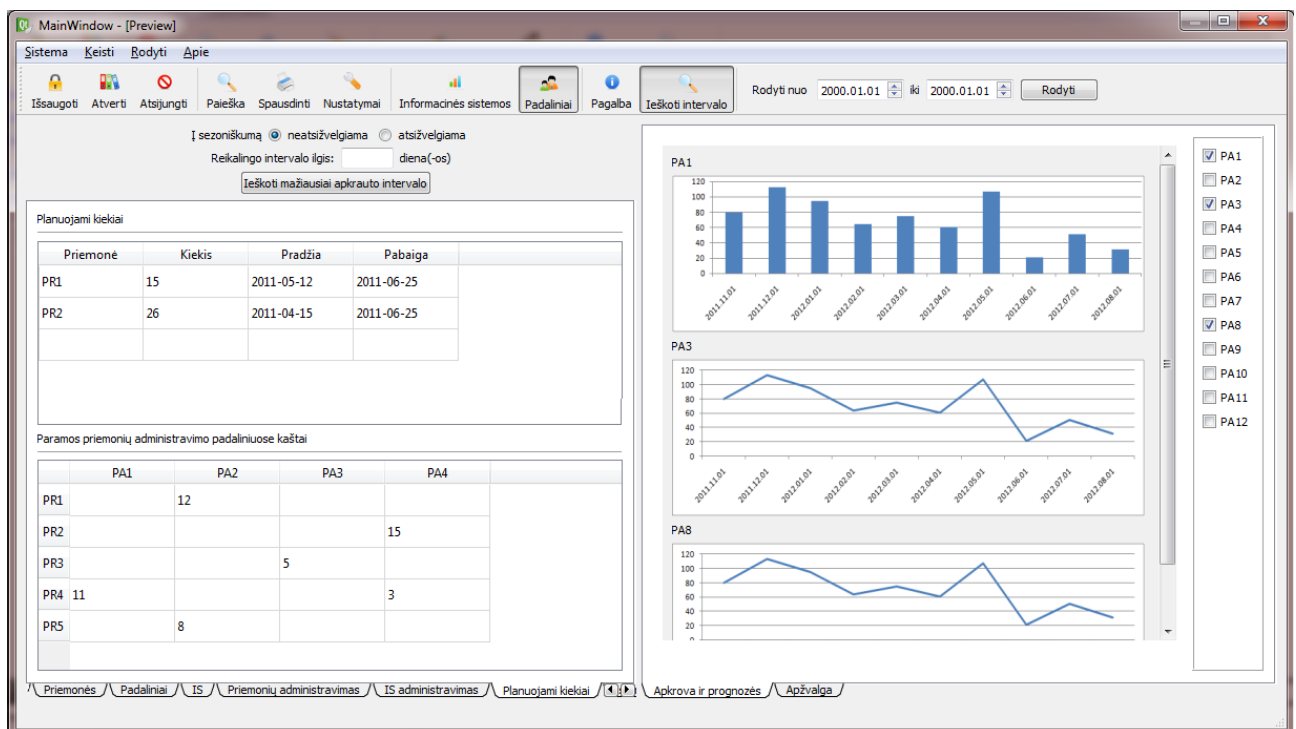 MainWindow - [Preview]
Sistema Keisti Rodyti Apie
Išsaugoti Atverti Atsijungti Paieška Spausdinti Nustatymai Informacinės sistemos Padaliniai Pagalba Ieškoti intervalo Rodyti nuo 2000.01.01 iki 2000.01.01 Rodyti
Į sezoniškumą neatsižvelgiama atsižvelgiama
Reikalingo intervalo ilgis: diena(-os)
Ieškoti mažiausiai apkrauto intervalo
Planuojami kiekiai
Priemonė Kiekis Pradžia Pabaiga
PR1 15 2011-05-12 2011-06-25
PR2 26 2011-04-15 2011-06-25
Paramos priemonių administravimo padaliniuose kaštai
PA1 PA2 PA3 PA4
PR1 12
PR2 15
PR3 5
PR4 11 3
PR5 8
Priemonės Padaliniai IS Priemonių administravimas IS administravimas Planuojami kiekiai
PA1
120
100
80
60
40
20
0
2011.11.01 2011.12.01 2012.01.01 2012.02.01 2012.03.01 2012.04.01 2012.05.01 2012.06.01 2012.07.01 2012.08.01
PA3
120
100
80
60
40
20
0
2011.11.01 2011.12.01 2012.01.01 2012.02.01 2012.03.01 2012.04.01 2012.05.01 2012.06.01 2012.07.01 2012.08.01
PA8
120
100
80
60
40
20
Apkrova ir prognozės Apžvalga
PA1
PA2
PA3
PA4
PA5
PA6
PA7
PA8
PA9
PA10
PA11
PA12